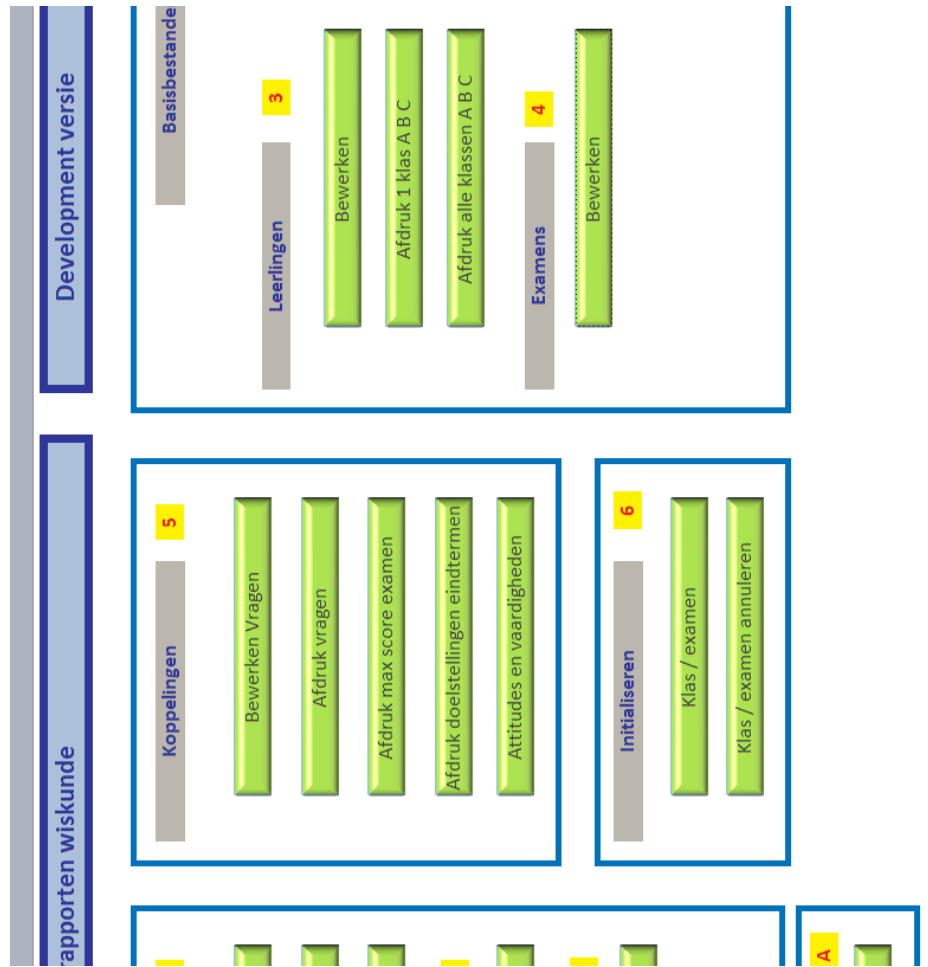 rapporten wiskunde
Development versie
Koppelingen 5
Bewerken Vragen
Afdruk vragen
Afdruk max score examen
Afdruk doelstellingen eindtermen
Attitudes en vaardigheden
Initialiseren 6
Klas / examen
Klas / examen annuleren
Basisbestande
Leerlingen 3
Bewerken
Afdruk 1 klas A B C
Afdruk alle klassen A B C
Examens 4
Bewerken
A